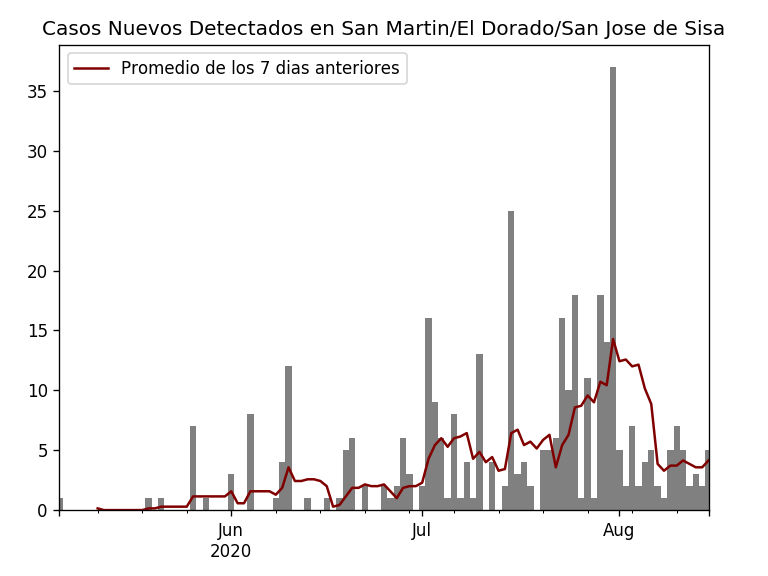 Casos Nuevos Detectados en San Martin/El Dorado/San Jose de Sisa
Promedio de los 7 dias anteriores
35
30
25
20
15
10
5
0
Jun
2020
Jul
Aug